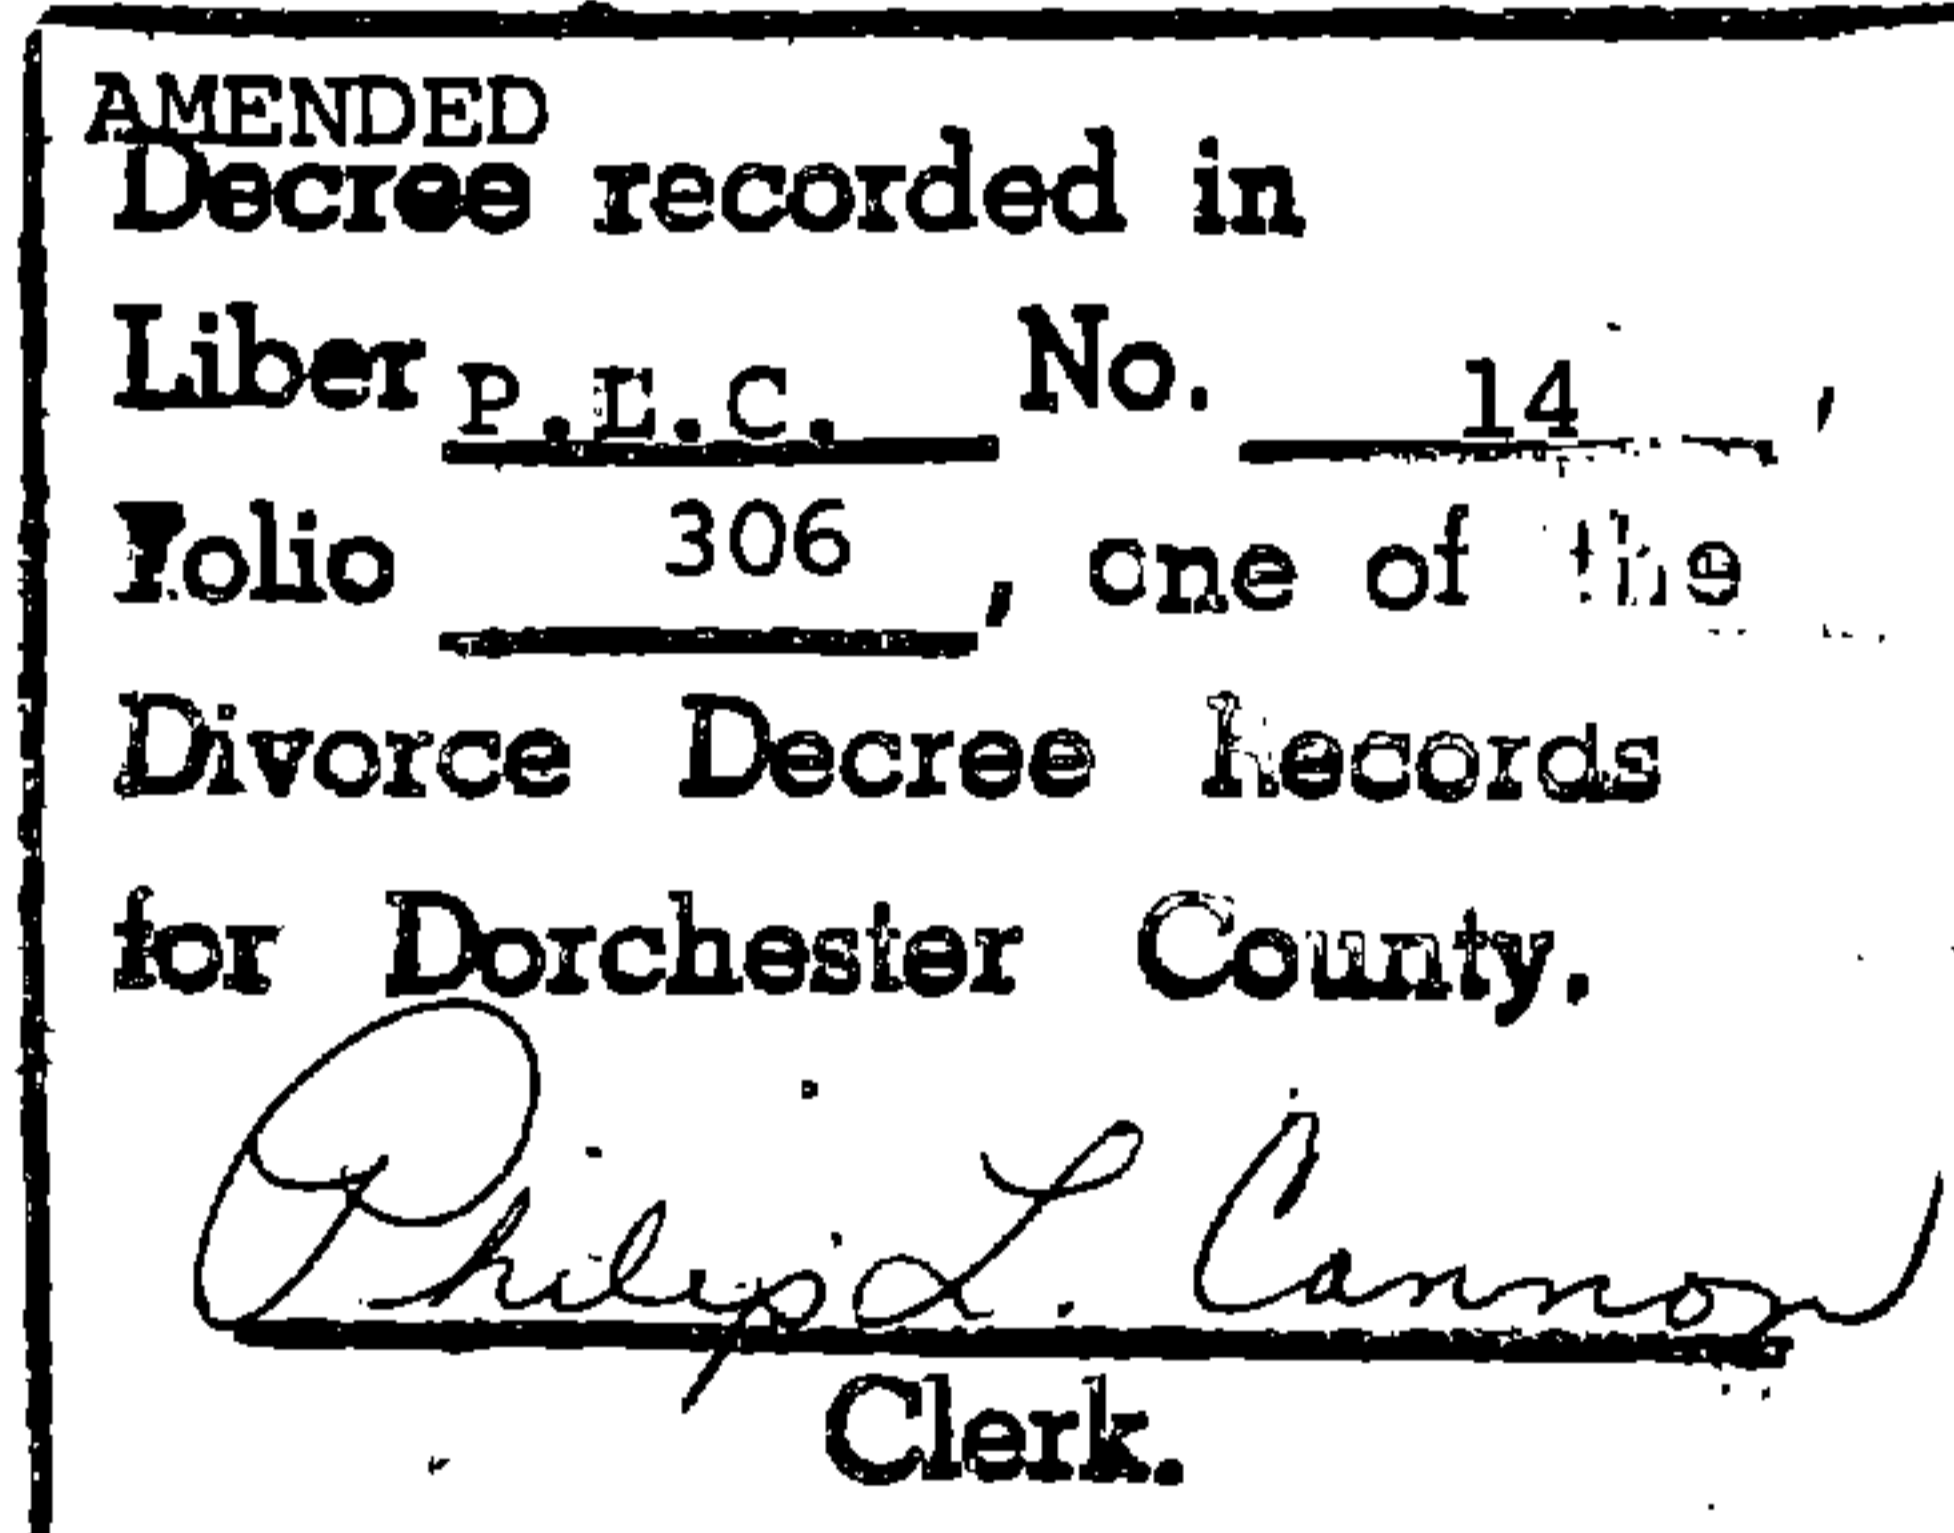 AMENDED
Decree recorded in
Liber P.L.C. No. 14,
Folio 306, one of the
Divorce Decree Records
for Dorchester County,
Philip L. Cannon
Clerk.